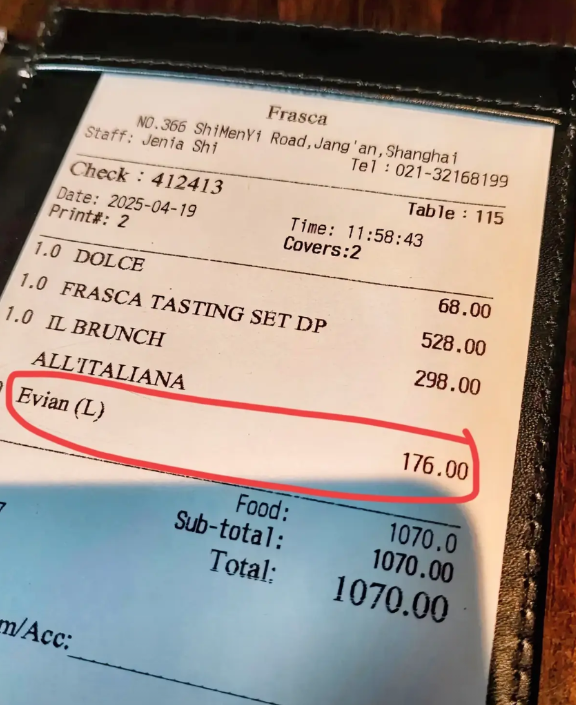 Frasca
NO.366 ShiMenYi Road,Jang'an,Shanghai
Staff: Jenia Shi Tel：021-32168199
Check：412413 Table：115
Date: 2025-04-19 Time: 11:58:43
Print#: 2 Covers:2
1.0 DOLCE 68.00
1.0 FRASCA TASTING SET DP 528.00
1.0 IL BRUNCH 298.00
ALL'ITALIANA
Evian (L) 176.00
Food: 1070.0
Sub-total: 1070.00
Total: 1070.00
m/Acc: